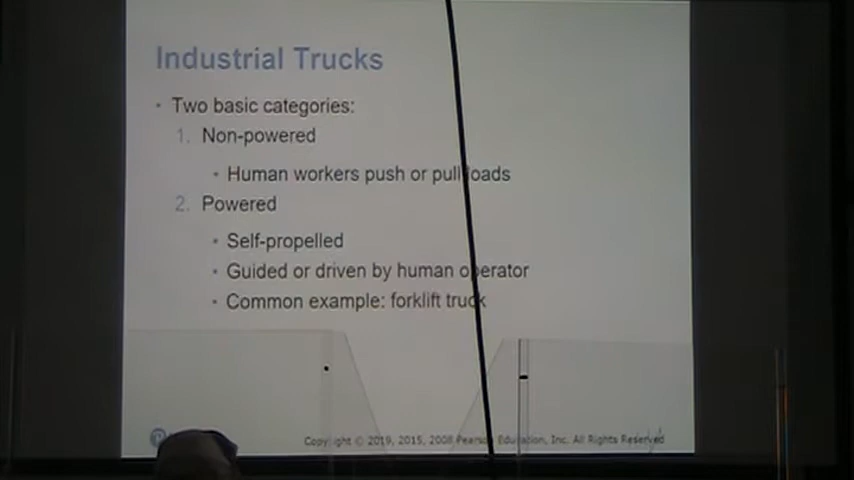 Industrial Trucks
• Two basic categories:
1. Non-powered
• Human workers push or pull loads
2. Powered
• Self-propelled
• Guided or driven by human operator
• Common example: forklift truck
Copyright © 2019, 2015, 2008 Pearson Education, Inc. All Rights Reserved